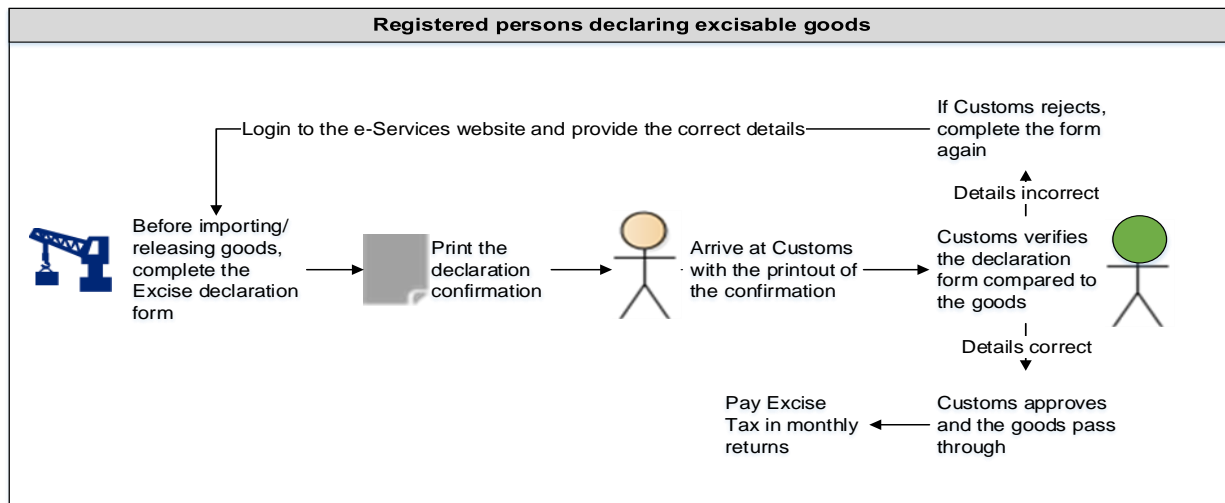 Registered persons declaring excisable goods
If Customs rejects,
complete the form
again
Login to the e-Services website and provide the correct details
Details incorrect
Before importing/
releasing goods,
complete the
Excise declaration
form
Print the
declaration
confirmation
Arrive at Customs
with the printout of
the confirmation
Customs verifies
the declaration
form compared to
the goods
Details correct
Pay Excise
Tax in monthly
returns
Customs approves
and the goods pass
through